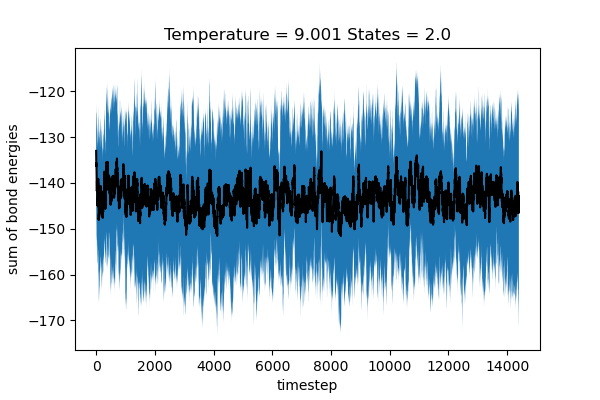 Temperature = 9.001 States = 2.0
sum of bond energies
−120
−130
−140
−150
−160
−170
0 2000 4000 6000 8000 10000 12000 14000
timestep